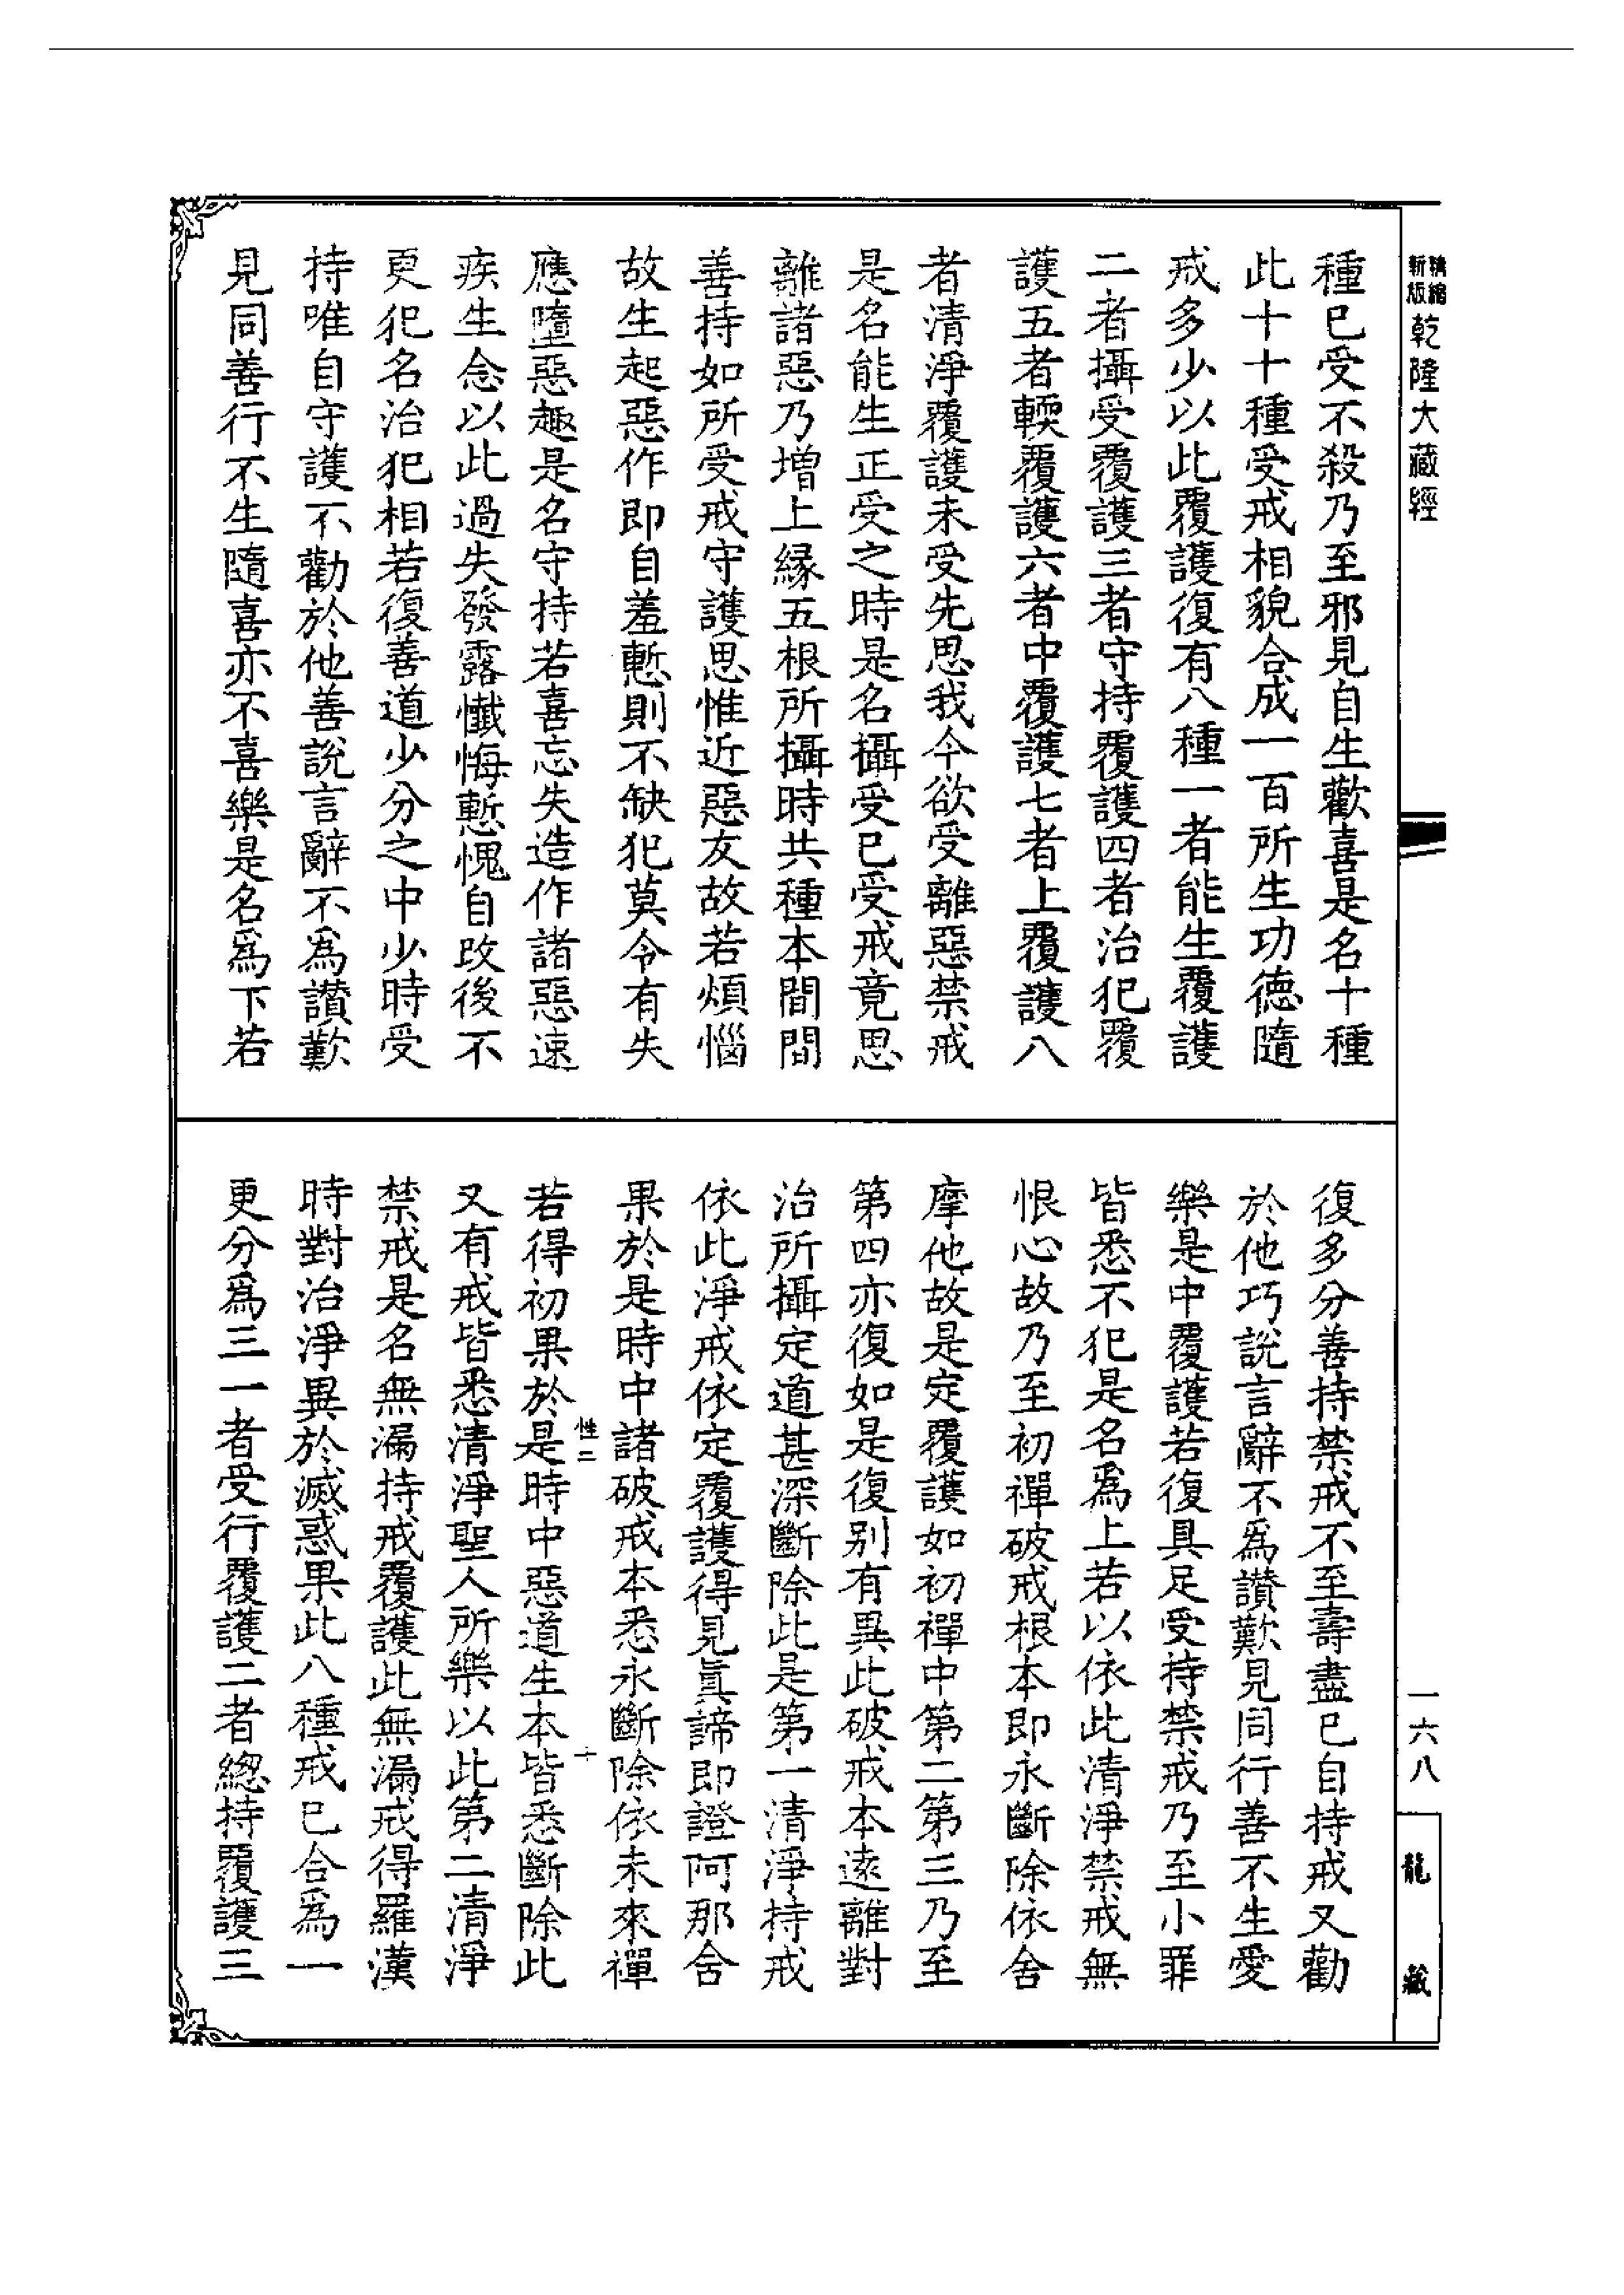 精縮新版乾隆大藏經
種已受不殺乃至邪見自生歡喜是名十種
此十十種受戒相貌合成一百所生功德隨
戒多少以此覆護復有八種一者能生覆護
二者攝受覆護三者守持覆護四者治犯覆
護五者輭覆護六者中覆護七者上覆護八
者清淨覆護未受先思我今欲受離惡禁戒
是名能生正受之時是名攝受已受戒竟思
離諸惡乃增上緣五根所攝時共種本間間
善持如所受戒守護思惟近惡友故若煩惱
故生起惡作即自羞慙則不缺犯莫令有失
應墮惡趣是名守持若喜忘失造作諸惡速
疾生念以此過失發露懺悔慙愧自改後不
更犯名治犯相若復善道少分之中少時受
持唯自守護不勸於他善說言辭不爲讚歎
見同善行不生隨喜亦不喜樂是名爲下若
復多分善持禁戒不至壽盡已自持戒又勸
於他巧說言辭不爲讚歎見同行善不生愛
樂是中覆護若復具足受持禁戒乃至小罪
皆悉不犯是名爲上若以依此清淨禁戒無
恨心故乃至初禪破戒根本即永斷除依舍
摩他故是定覆護如初禪中第二第三乃至
第四亦復如是復別有異此破戒本遠離對
治所攝定道甚深斷除此是第一清淨持戒
依此淨戒依定覆護得見眞諦即證阿那舍
果於是時中諸破戒本悉永斷除依未來禪
性二 十
若得初果於是時中惡道生本皆悉斷除此
又有戒皆悉清淨聖人所樂以此第二清淨
禁戒是名無漏持戒覆護此無漏戒得羅漢
時對治淨異於滅惑果此八種戒已合爲一
更分爲三一者受行覆護二者總持覆護三
一六八
龍藏